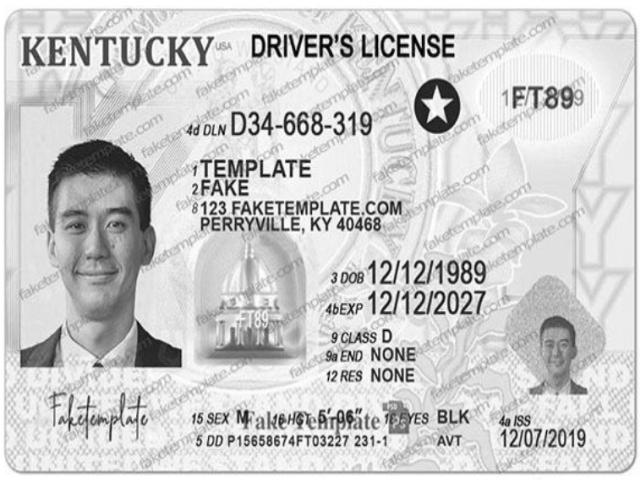 KENTUCKY USA DRIVER'S LICENSE
FT89
4d DLN D34-668-319
1 TEMPLATE
2 FAKE
8 123 FAKETEMPLATE.COM
PERRYVILLE, KY 40468
3 DOB 12/12/1989
4b EXP 12/12/2027
FT89
9 CLASS D
9a END NONE
12 RES NONE
Faketemplate
15 SEX M 16 HGT 5'-06" 18 EYES BLK
Fake Template
4a ISS
5 DD P15658674FT03227 231-1 AVT 12/07/2019
faketemplate.com